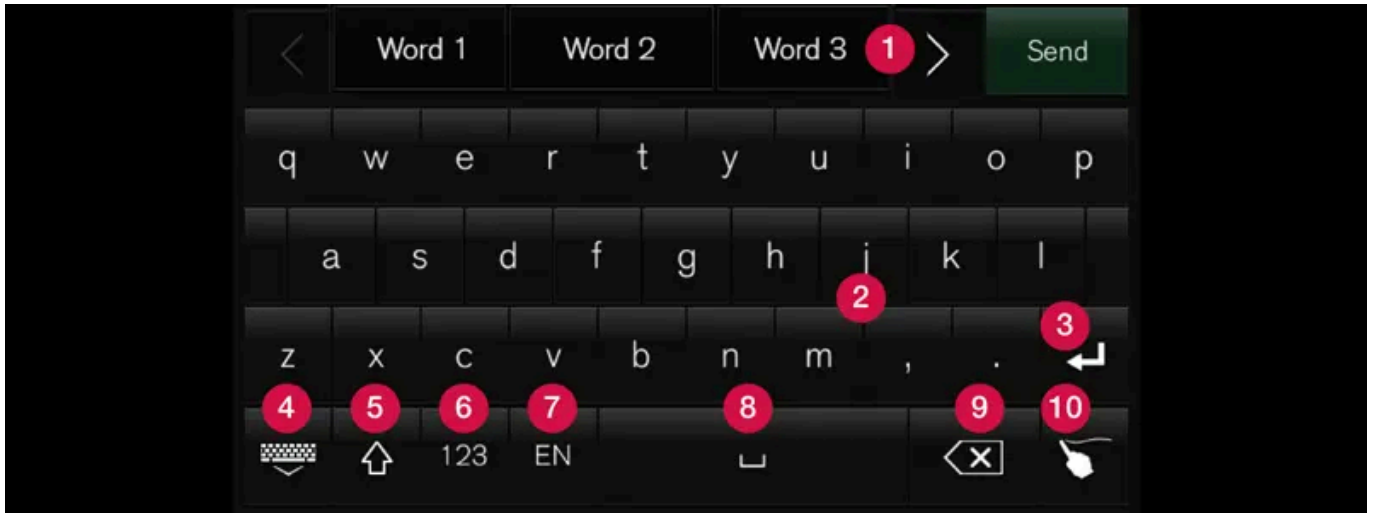 Word 1 Word 2 Word 3 1 Send
q w e r t y u i o p
a s d f g h j k l
2
3
z x c v b n m , .
4 5 6 7 8 9 10
123 EN